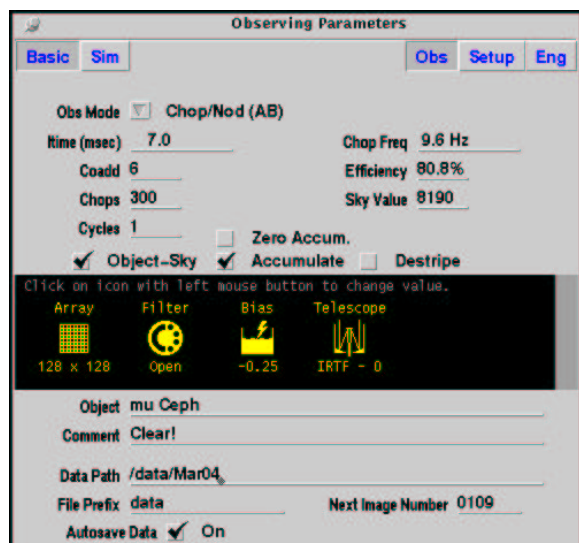 Observing Parameters
Basic Sim Obs Setup Eng
Obs Mode Chop/Nod (AB)
Itime (msec) 7.0 Chop Freq 9.6 Hz
Coadd 6 Efficiency 80.8%
Chops 300 Sky Value 8190
Cycles 1 Zero Accum.
Object-Sky Accumulate Destripe
Click on icon with left mouse button to change value.
Array Filter Bias Telescope
128 x 128 Open -0.25 IRTF - 0
Object mu Ceph
Comment Clear!
Data Path /data/Mar04
File Prefix data Next Image Number 0109
Autosave Data On